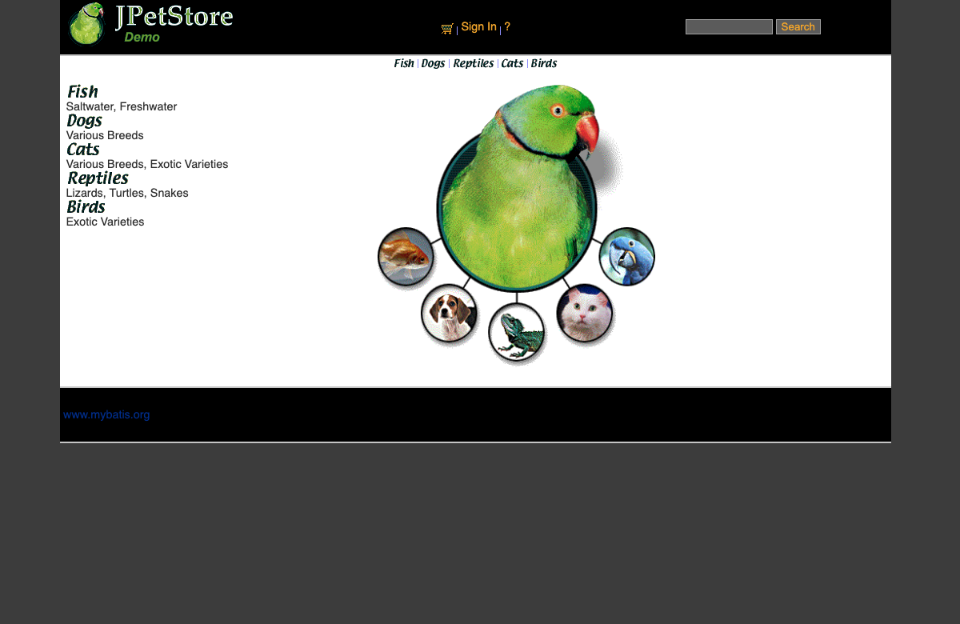 JPetStore
Demo
Sign In | ?
Search
Fish | Dogs | Reptiles | Cats | Birds
Fish
Saltwater, Freshwater
Dogs
Various Breeds
Cats
Various Breeds, Exotic Varieties
Reptiles
Lizards, Turtles, Snakes
Birds
Exotic Varieties
www.mybatis.org